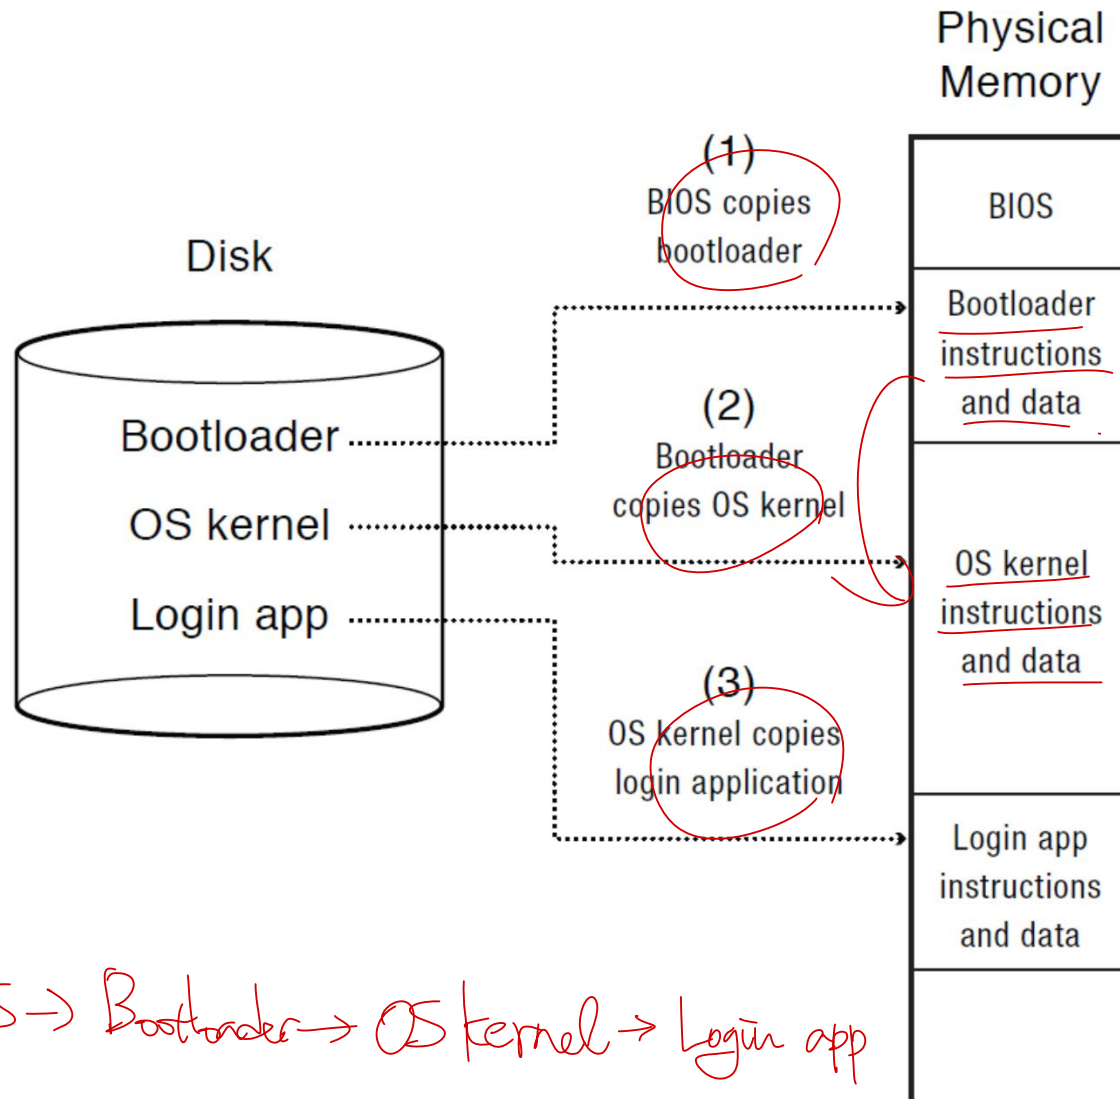 Physical
Memory
(1)
BIOS copies
bootloader
BIOS
Disk
Bootloader
instructions
and data
(2)
Bootloader
copies OS kernel
Bootloader
OS kernel
Login app
OS kernel
instructions
and data
(3)
OS kernel copies
login application
Login app
instructions
and data
S → Bootloader → OS kernel → Login app